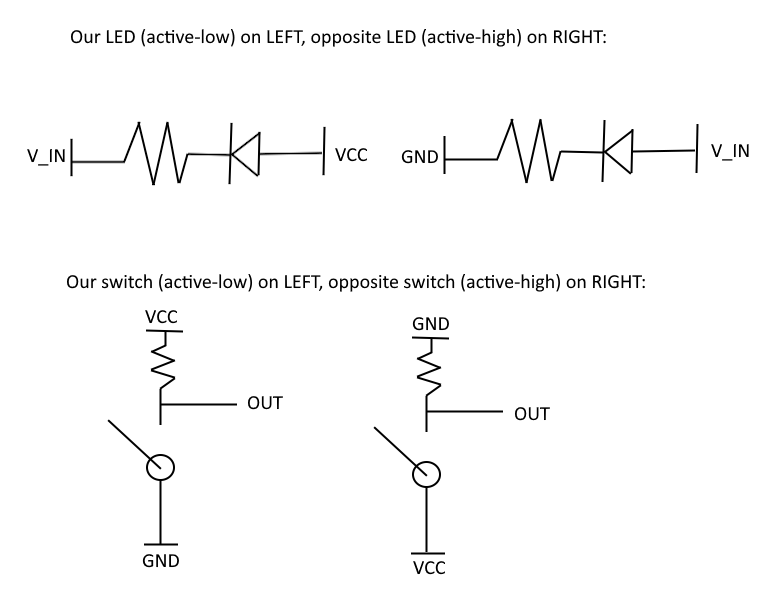 Our LED (active-low) on LEFT, opposite LED (active-high) on RIGHT:
V_IN VCC GND V_IN
Our switch (active-low) on LEFT, opposite switch (active-high) on RIGHT:
VCC GND
OUT OUT
GND VCC